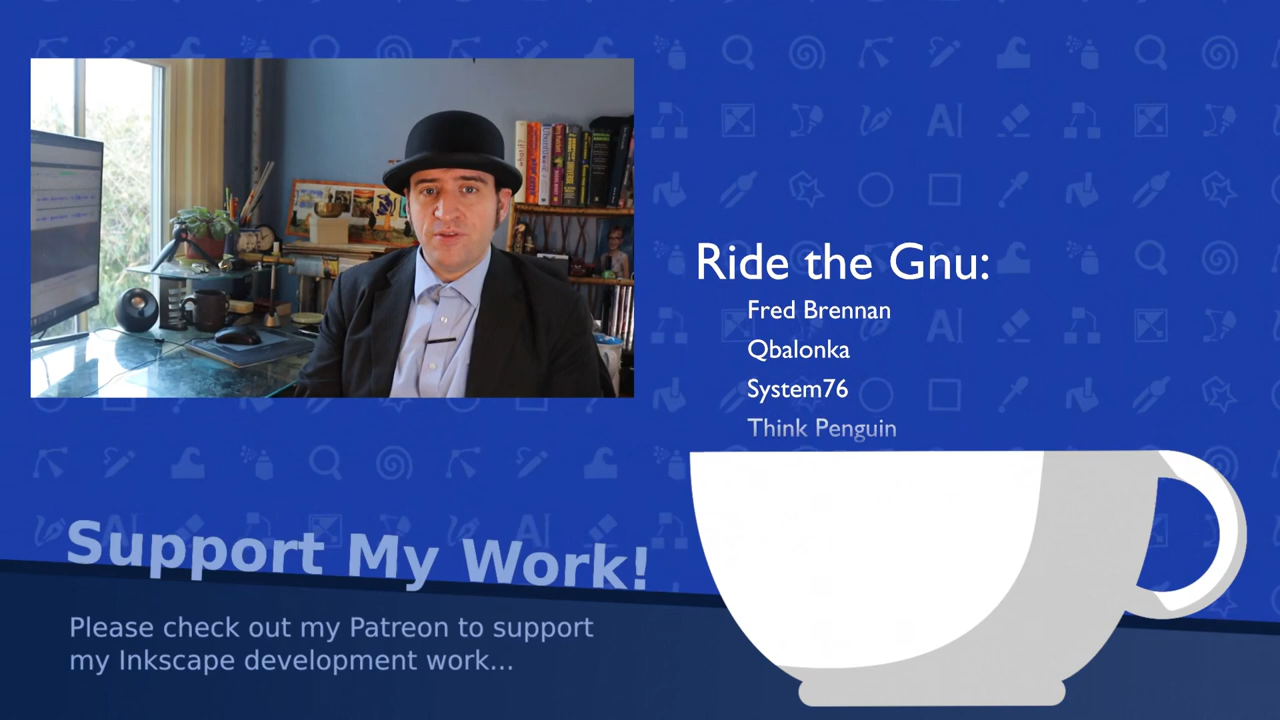 Ride the Gnu:
Fred Brennan
Qbalonka
System76
Think Penguin
Support My Work!
Please check out my Patreon to support
my Inkscape development work...